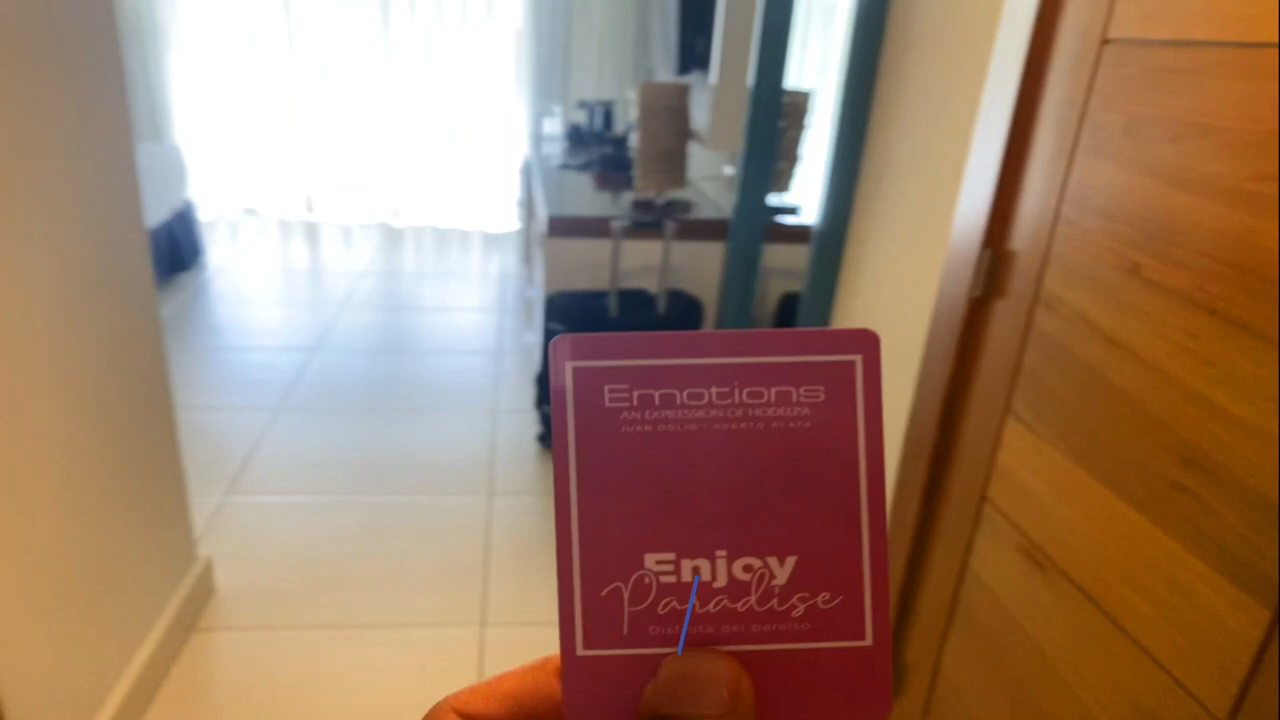 Emotions
AN EXPRESSION OF HODELPA
JUAN DOLIO | PUERTO PLATA
Enjoy
Paradise
Disfruta del paraíso